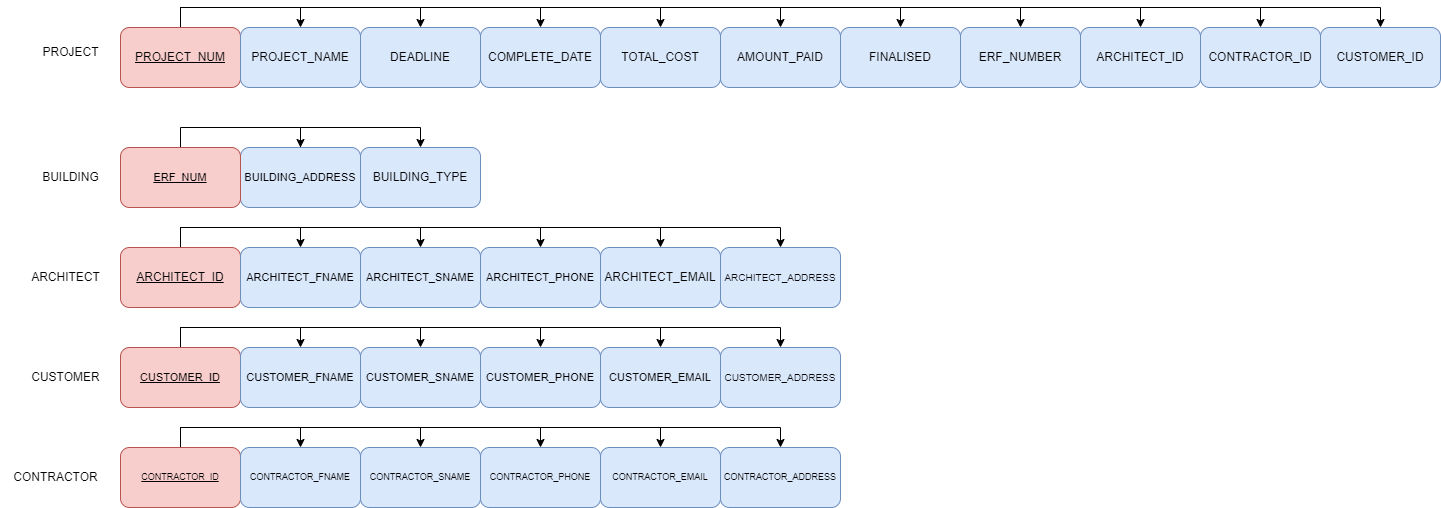 PROJECT PROJECT_NUM PROJECT_NAME DEADLINE COMPLETE_DATE TOTAL_COST AMOUNT_PAID FINALISED ERF_NUMBER ARCHITECT_ID CONTRACTOR_ID CUSTOMER_ID
BUILDING ERF_NUM BUILDING_ADDRESS BUILDING_TYPE
ARCHITECT ARCHITECT_ID ARCHITECT_FNAME ARCHITECT_SNAME ARCHITECT_PHONE ARCHITECT_EMAIL ARCHITECT_ADDRESS
CUSTOMER CUSTOMER_ID CUSTOMER_FNAME CUSTOMER_SNAME CUSTOMER_PHONE CUSTOMER_EMAIL CUSTOMER_ADDRESS
CONTRACTOR CONTRACTOR_ID CONTRACTOR_FNAME CONTRACTOR_SNAME CONTRACTOR_PHONE CONTRACTOR_EMAIL CONTRACTOR_ADDRESS